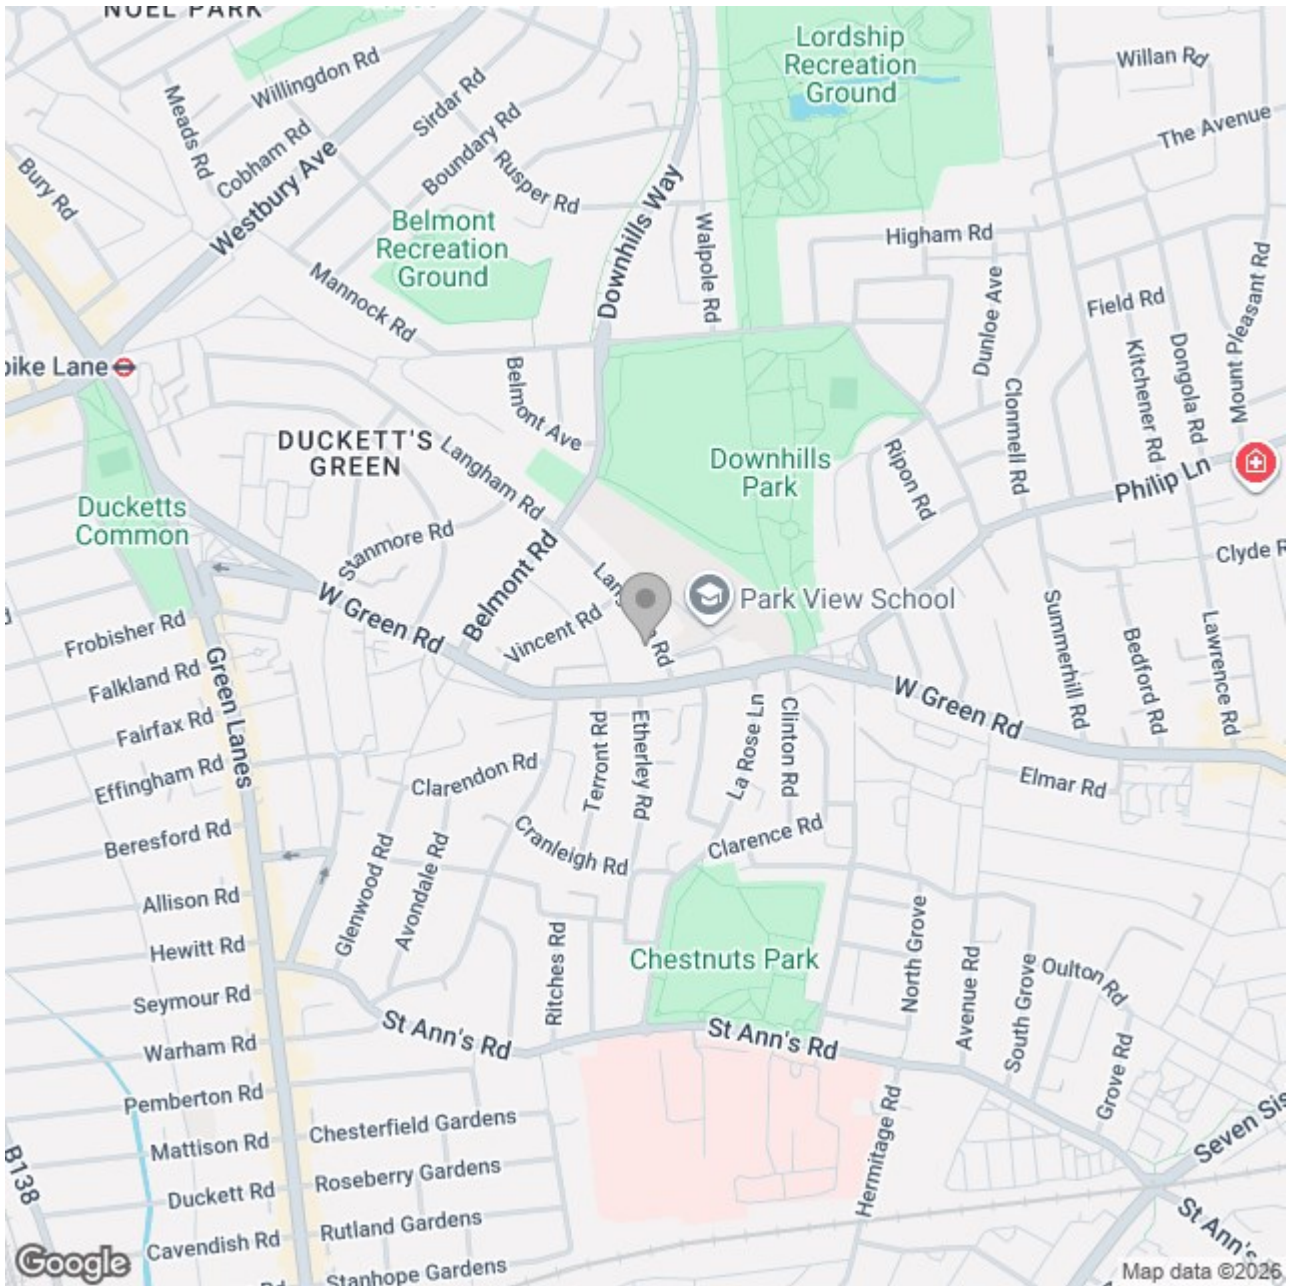 NOEL PARK
Lordship
Recreation
Ground
Willan Rd
Willingdon Rd
Sirdar Rd
Meads Rd
Boundary Rd
The Avenue
Cobham Rd
Rusper Rd
Westbury Ave
Bury Rd
Belmont
Recreation
Ground
Downhills Way
Walpole Rd
Higham Rd
Mannock Rd
Dunloe Ave
Field Rd
Mount Pleasant Rd
Kitchener Rd
Dongola Rd
pike Lane
Belmont Ave
Clonmell Rd
DUCKETT'S
GREEN
Langham Rd
Downhills
Park
Ripon Rd
Philip Ln
Ducketts
Common
Stanmore Rd
Belmont Rd
Clyde R
Lang
m Rd
Park View School
W Green Rd
Vincent Rd
Frobisher Rd
Summerhill Rd
Bedford Rd
Lawrence Rd
Green Lanes
Falkland Rd
Fairfax Rd
W Green Rd
Effingham Rd
Clarendon Rd
Terront Rd
Etherley Rd
La Rose Ln
Clinton Rd
Elmar Rd
Beresford Rd
Cranleigh Rd
Clarence Rd
Allison Rd
Glenwood Rd
Avondale Rd
Hewitt Rd
Ritches Rd
Chestnuts Park
North Grove
Avenue Rd
South Grove
Oulton Rd
Seymour Rd
St Ann's Rd
St Ann's Rd
Warham Rd
Grove Rd
Pemberton Rd
Chesterfield Gardens
Hermitage Rd
Seven Sis
Mattison Rd
B138
Roseberry Gardens
Duckett Rd
Rutland Gardens
St Ann's
Cavendish Rd
Stanhope Gardens
Google
Map data ©2026